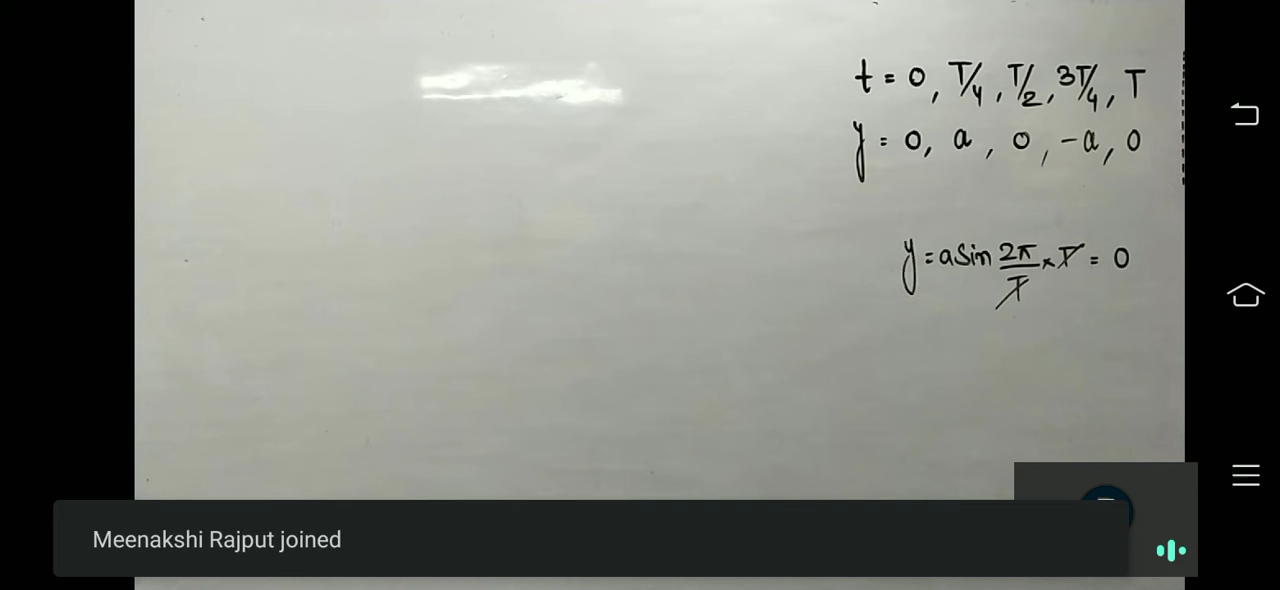 t = 0, T/4, T/2, 3T/4, T
y = 0, a, 0, -a, 0
y = a Sin 2π/T × T = 0
Meenakshi Rajput joined